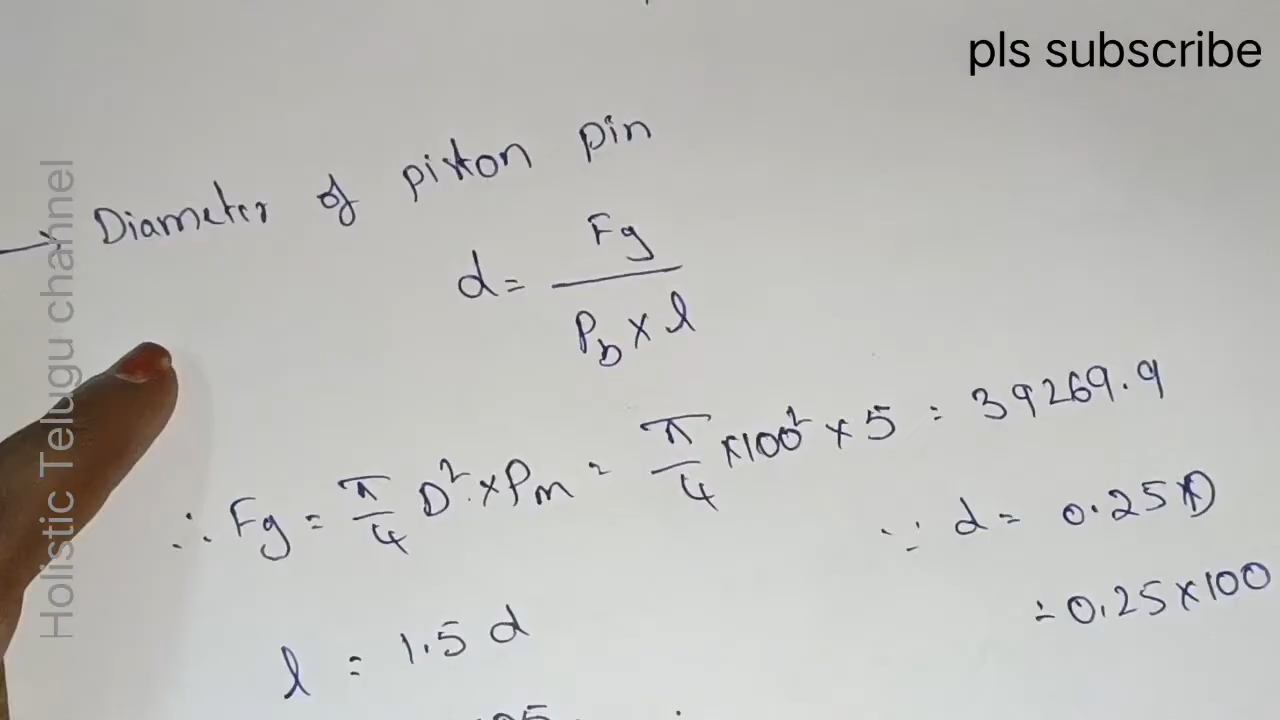 pls subscribe
Holistic Telugu channel
→ Diameter of piston pin
d = Fg / (Pb × l)
∴ Fg = π/4 D² × Pm = π/4 × 100² × 5 = 39269.9
∵ d = 0.25 × D
= 0.25 × 100
l = 1.5 d